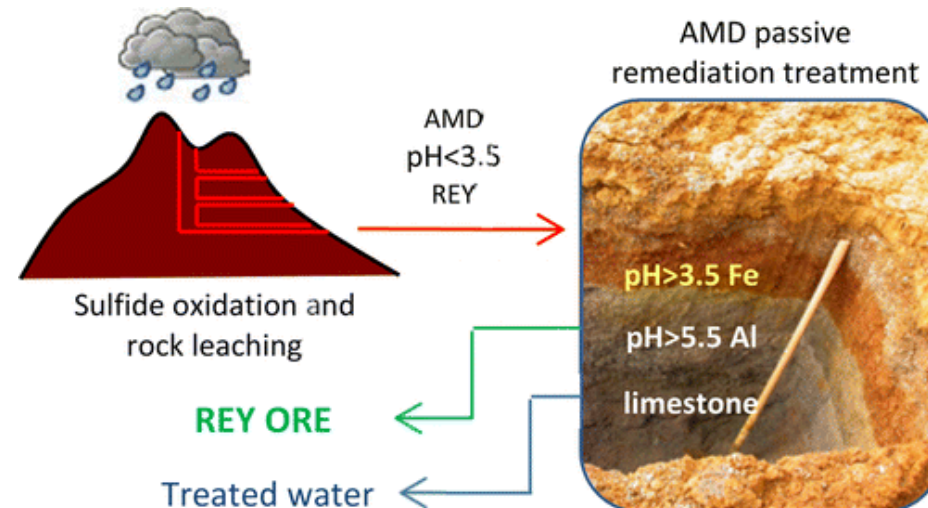 AMD passive
remediation treatment
AMD
pH<3.5
REY
pH>3.5 Fe
Sulfide oxidation and
rock leaching
pH>5.5 Al
limestone
REY ORE
Treated water